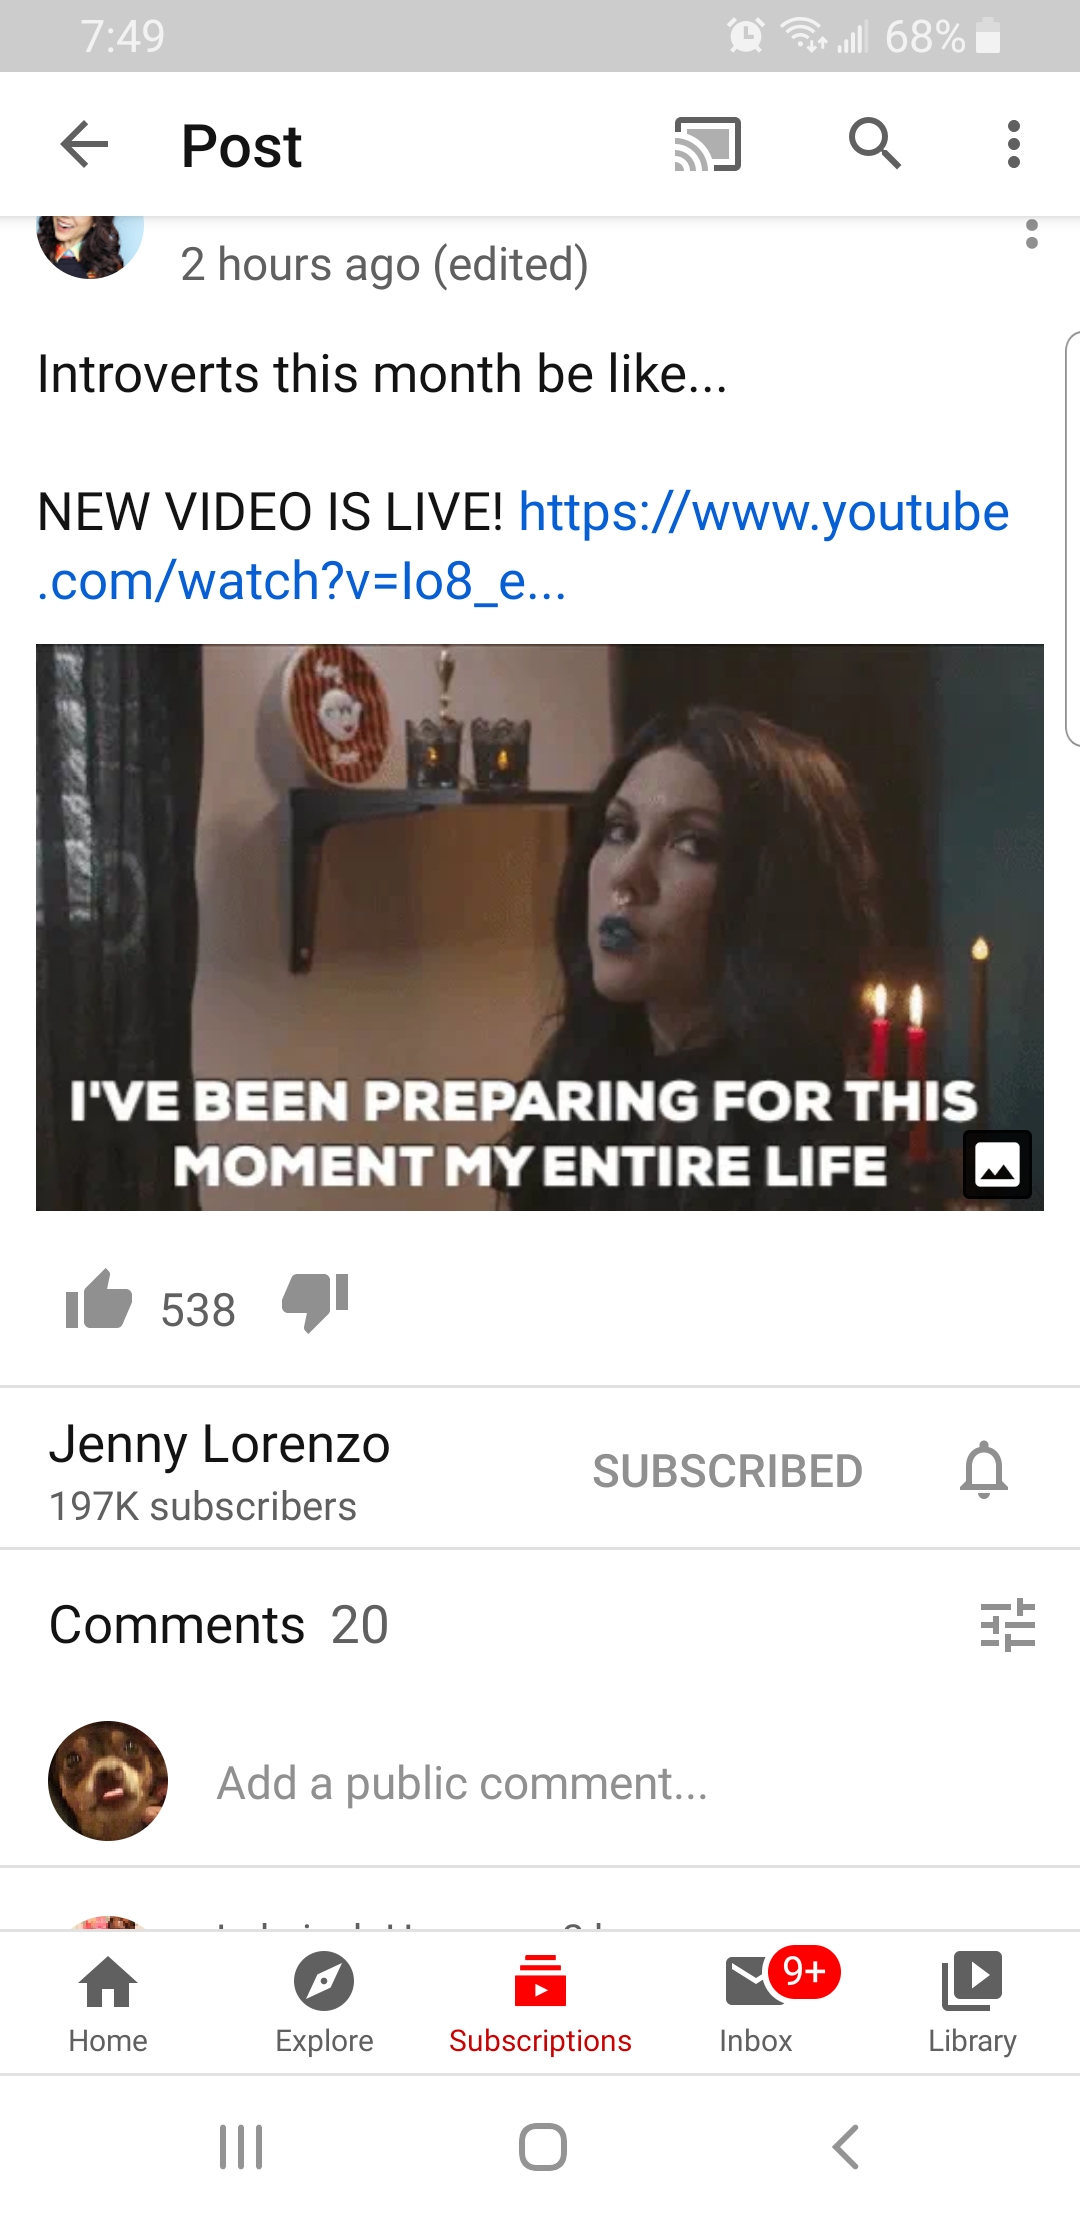 7:49
68%
Post
2 hours ago (edited)
Introverts this month be like...
NEW VIDEO IS LIVE! https://www.youtube
.com/watch?v=Io8_e...
I'VE BEEN PREPARING FOR THIS
MOMENT MY ENTIRE LIFE
538
Jenny Lorenzo
SUBSCRIBED
197K subscribers
Comments 20
Add a public comment...
9+
Home
Explore
Subscriptions
Inbox
Library